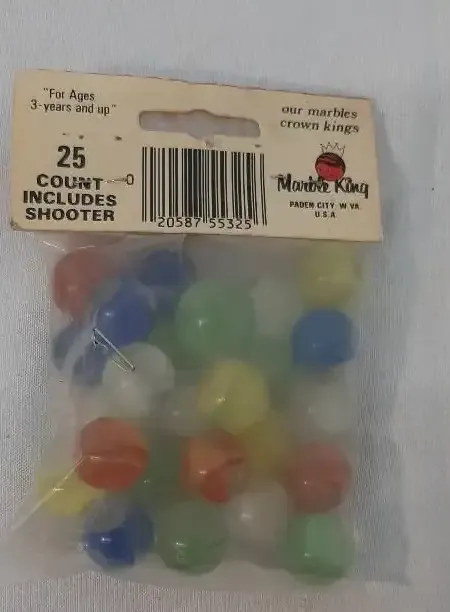 "For Ages
3-years and up"
25
COUNT
INCLUDES
SHOOTER
20587 55325
our marbles
crown kings
Marble King
PADEN CITY W VA.
U.S.A